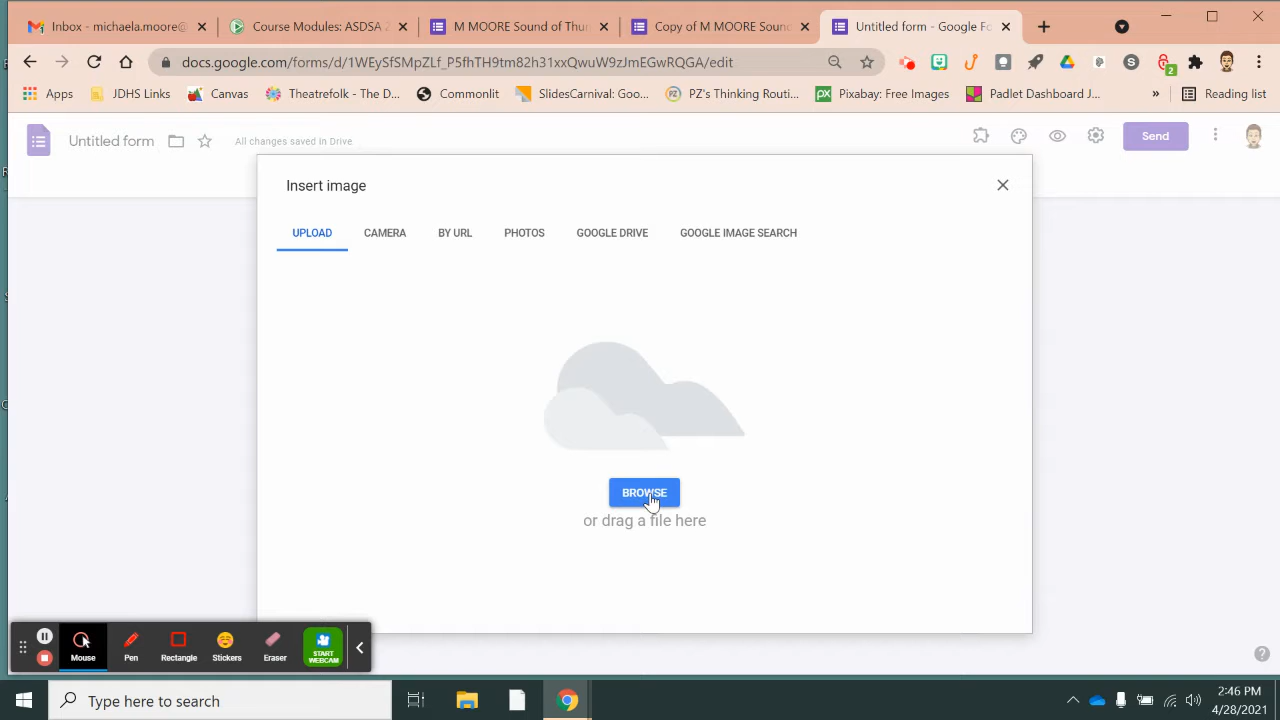 Inbox - michaela.moore@
Course Modules: ASDSA 2
M MOORE Sound of Thun
Copy of M MOORE Soun
Untitled form - Google Fo
docs.google.com/forms/d/1WEySfSMpZLf_P5fhTH9tm82h31xxQwuW9zJmEGwRQGA/edit
2
Apps
JDHS Links
Canvas
Theatrefolk - The D...
Commonlit
SlidesCarnival: Goo...
PZ's Thinking Routi...
Pixabay: Free Images
Padlet Dashboard J...
»
Reading list
Untitled form
All changes saved in Drive
Send
Insert image
UPLOAD
CAMERA
BY URL
PHOTOS
GOOGLE DRIVE
GOOGLE IMAGE SEARCH
BROWSE
or drag a file here
Mouse
Pen
Rectangle
Stickers
Eraser
START
WEBCAM
Type here to search
2:46 PM
4/28/2021